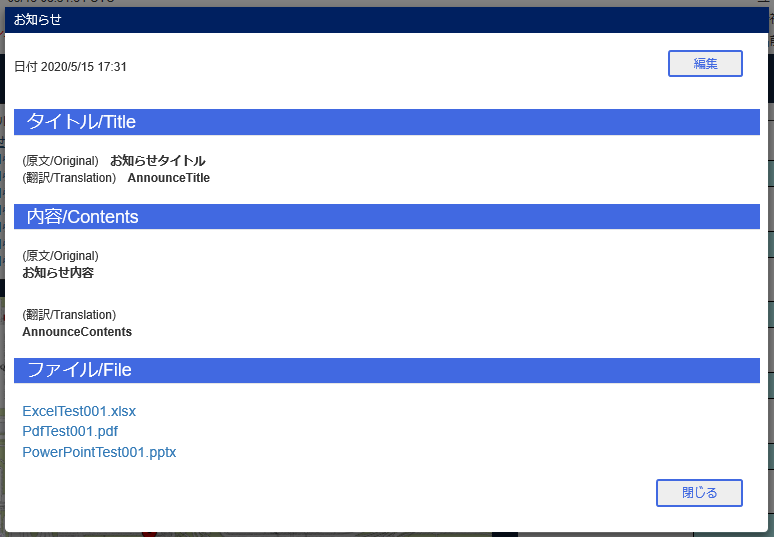 お知らせ
日付 2020/5/15 17:31
編集
タイトル/Title
(原文/Original) お知らせタイトル
(翻訳/Translation) AnnounceTitle
内容/Contents
(原文/Original)
お知らせ内容
(翻訳/Translation)
AnnounceContents
ファイル/File
ExcelTest001.xlsx
PdfTest001.pdf
PowerPointTest001.pptx
閉じる